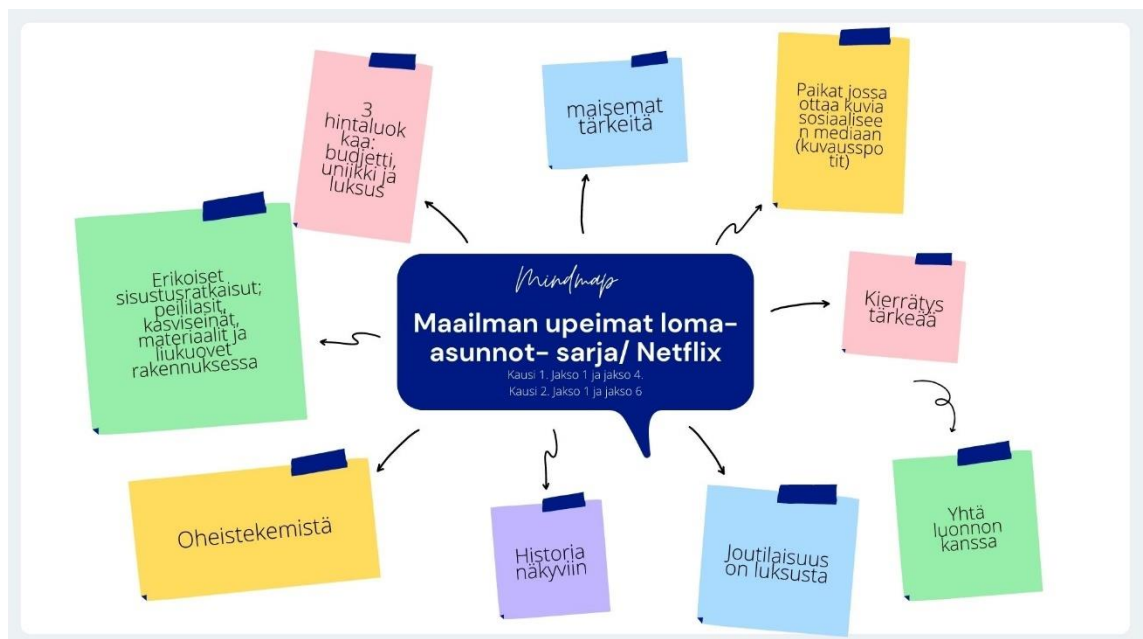 3
hintaluok
kaa:
budjetti,
uniikki ja
luksus
maisemat
tärkeitä
Paikat jossa
ottaa kuvia
sosiaalisee
n mediaan
(kuvausspo
tit)
Erikoiset
sisustusratkaisut;
peililasit,
kasviseinät,
materiaalit ja
liukuovet
rakennuksessa
Mindmap
Maailman upeimat loma-
asunnot- sarja/ Netflix
Kausi 1. Jakso 1 ja jakso 4.
Kausi 2. Jakso 1 ja jakso 6
Kierrätys
tärkeää
Oheistekemistä
Historia
näkyviin
Joutilaisuus
on luksusta
Yhtä
luonnon
kanssa